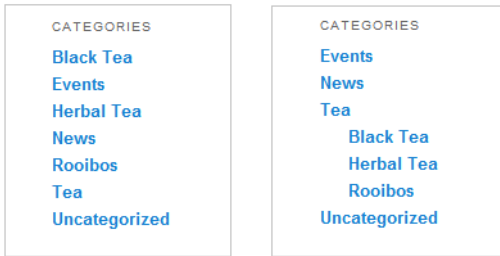 CATEGORIES
Black Tea
Events
Herbal Tea
News
Rooibos
Tea
Uncategorized
CATEGORIES
Events
News
Tea
Black Tea
Herbal Tea
Rooibos
Uncategorized